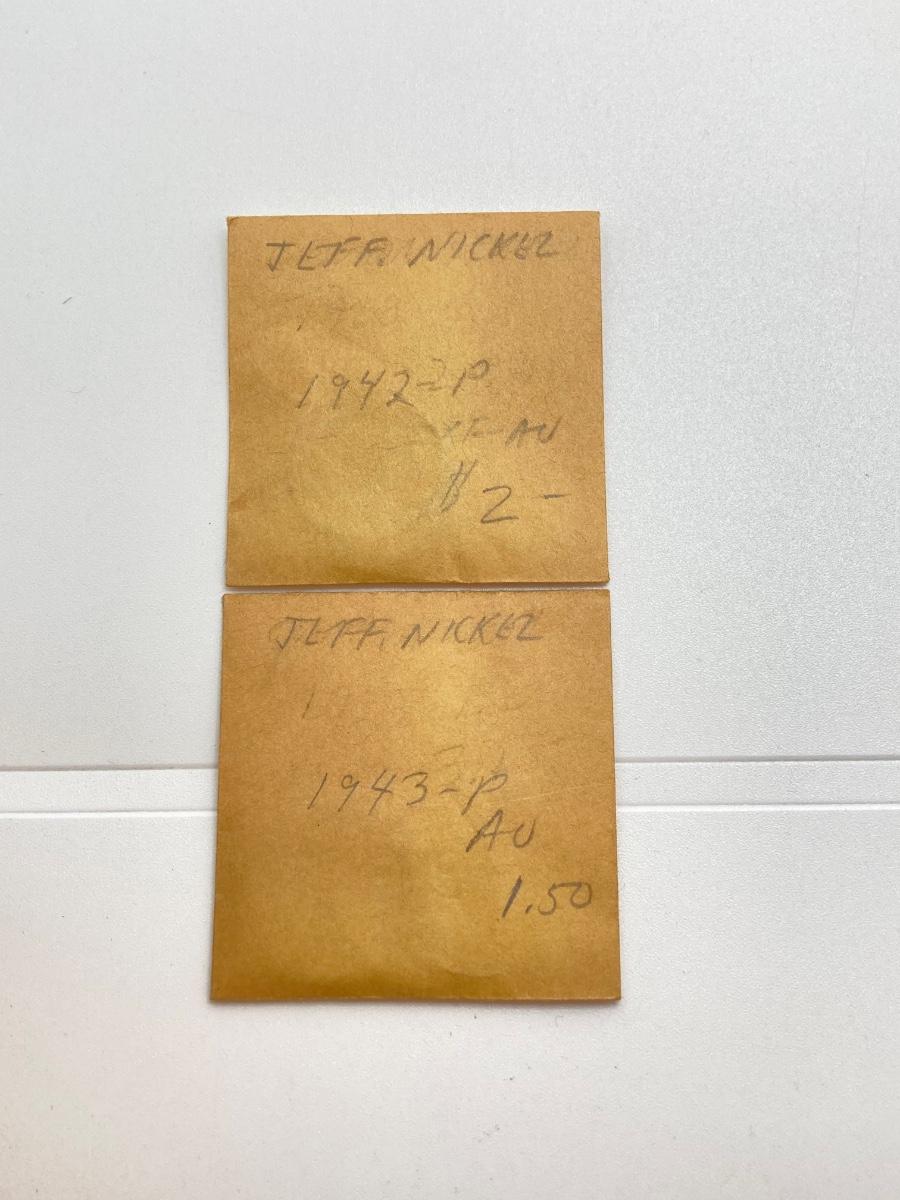 JEFF. NICKEL
1942-P
XF-AU
$2-
JEFF. NICKEL
1943-P
AU
1.50